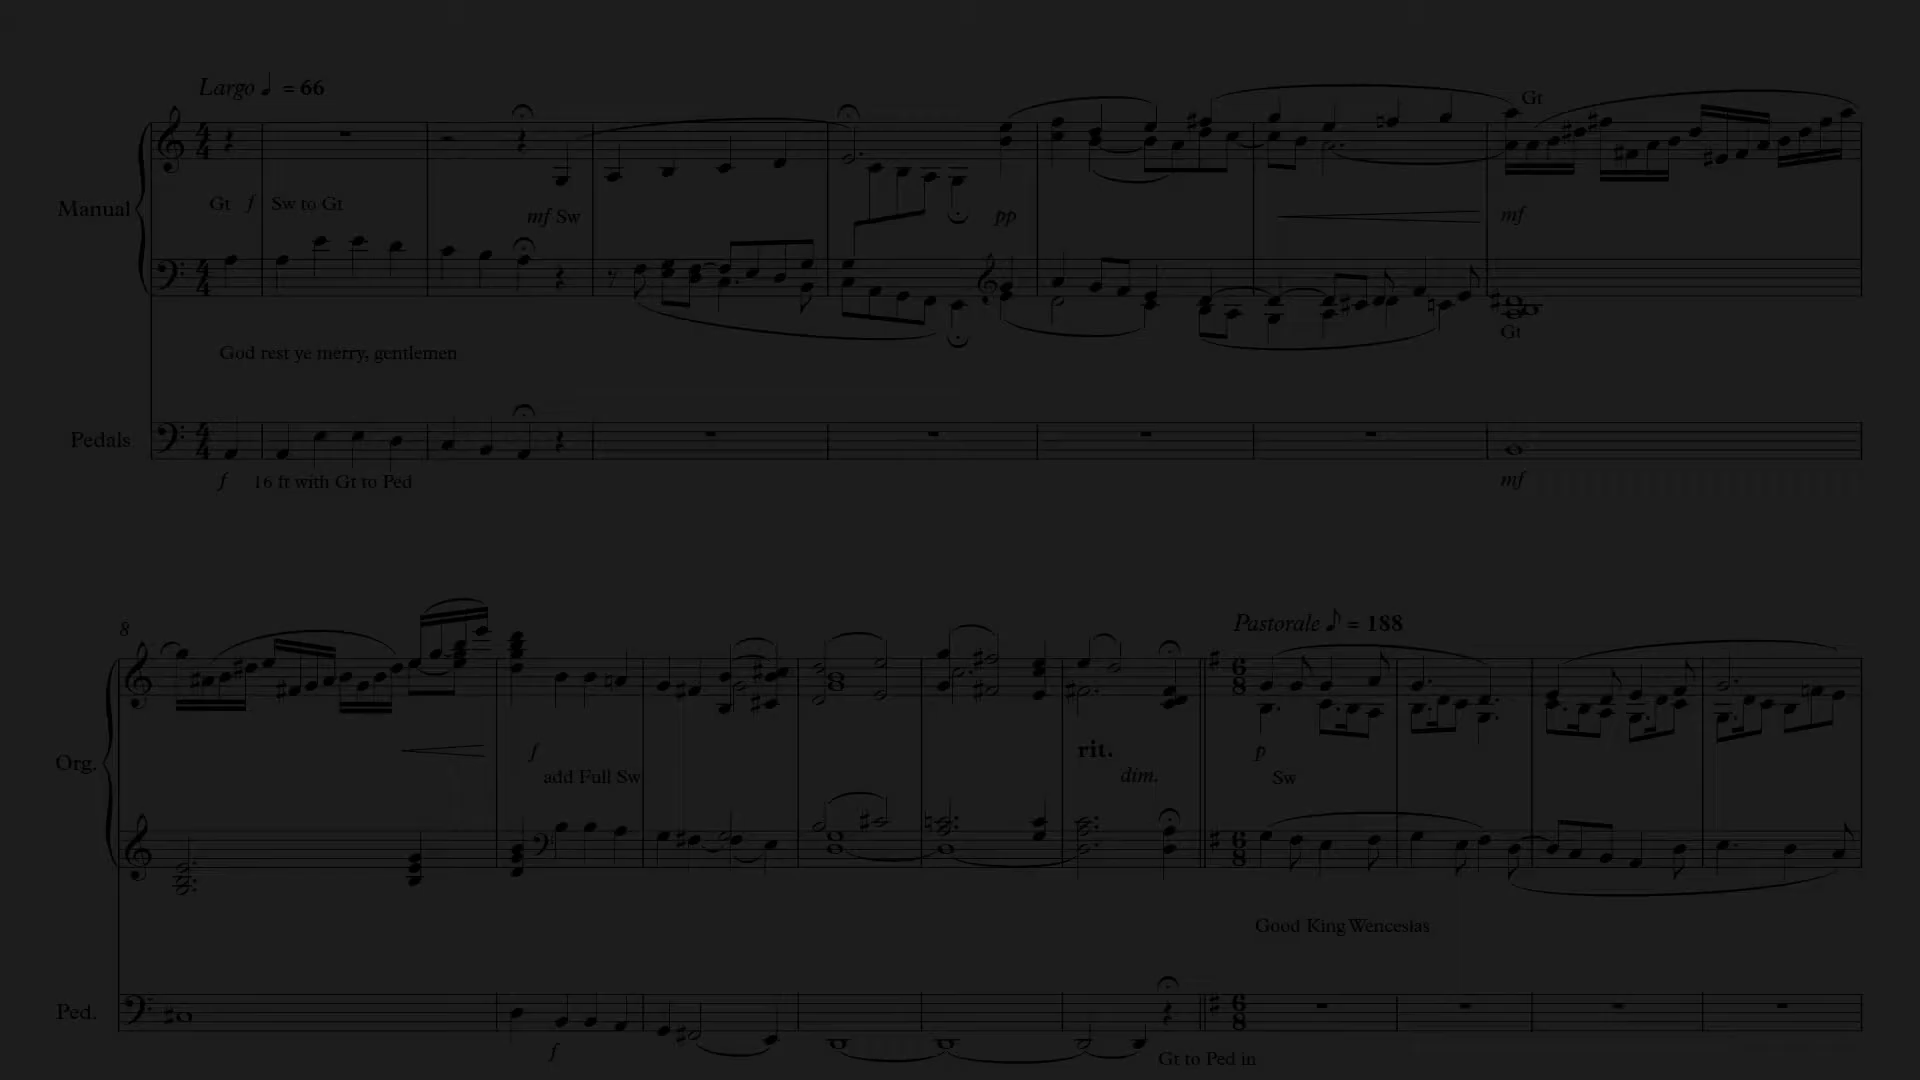 Largo ♩ = 66
Gt f Sw to Gt
Manual
mf Sw
pp
Gt
mf
Gt
God rest ye merry, gentlemen
Pedals
f 16 ft with Gt to Ped
mf
8
Pastorale ♪ = 188
f
add Full Sw
rit.
dim.
p
Sw
Org.
Good King Wenceslas
Ped.
f
Gt to Ped in